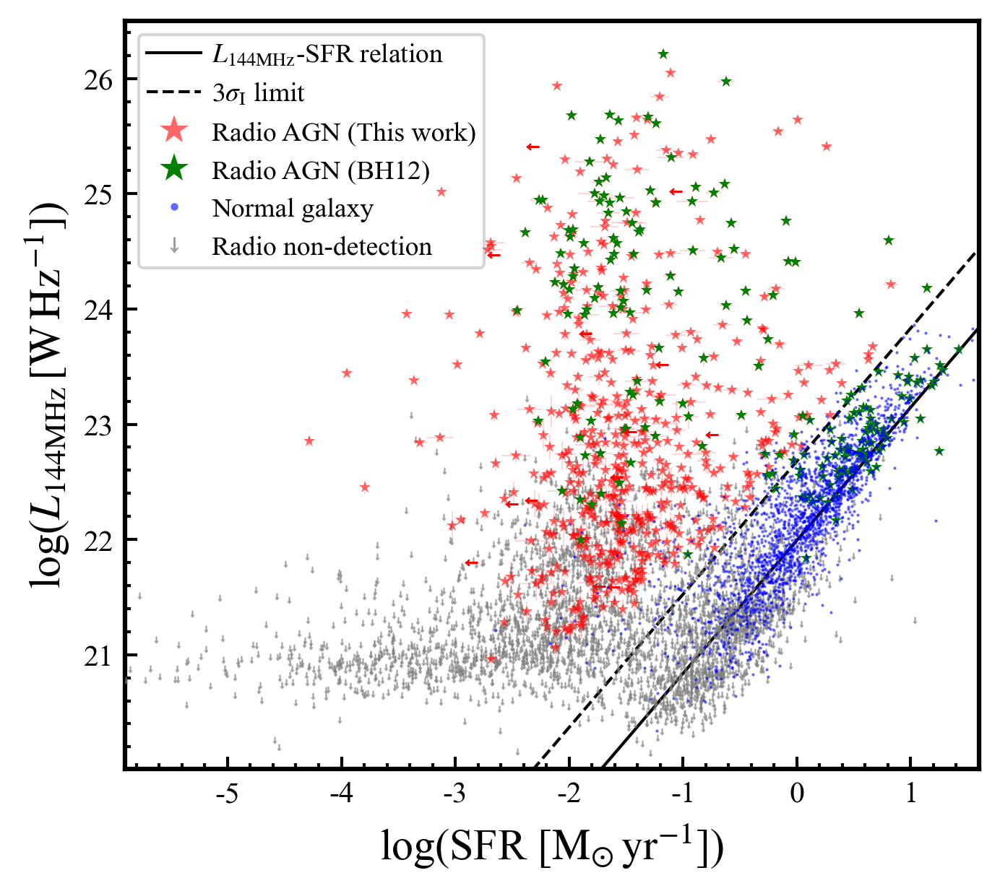 L144MHz-SFR relation
3σI limit
Radio AGN (This work)
Radio AGN (BH12)
Normal galaxy
Radio non-detection
26
25
24
23
22
21
log(L144MHz [W Hz−1])
-5 -4 -3 -2 -1 0 1
log(SFR [M⊙ yr−1])